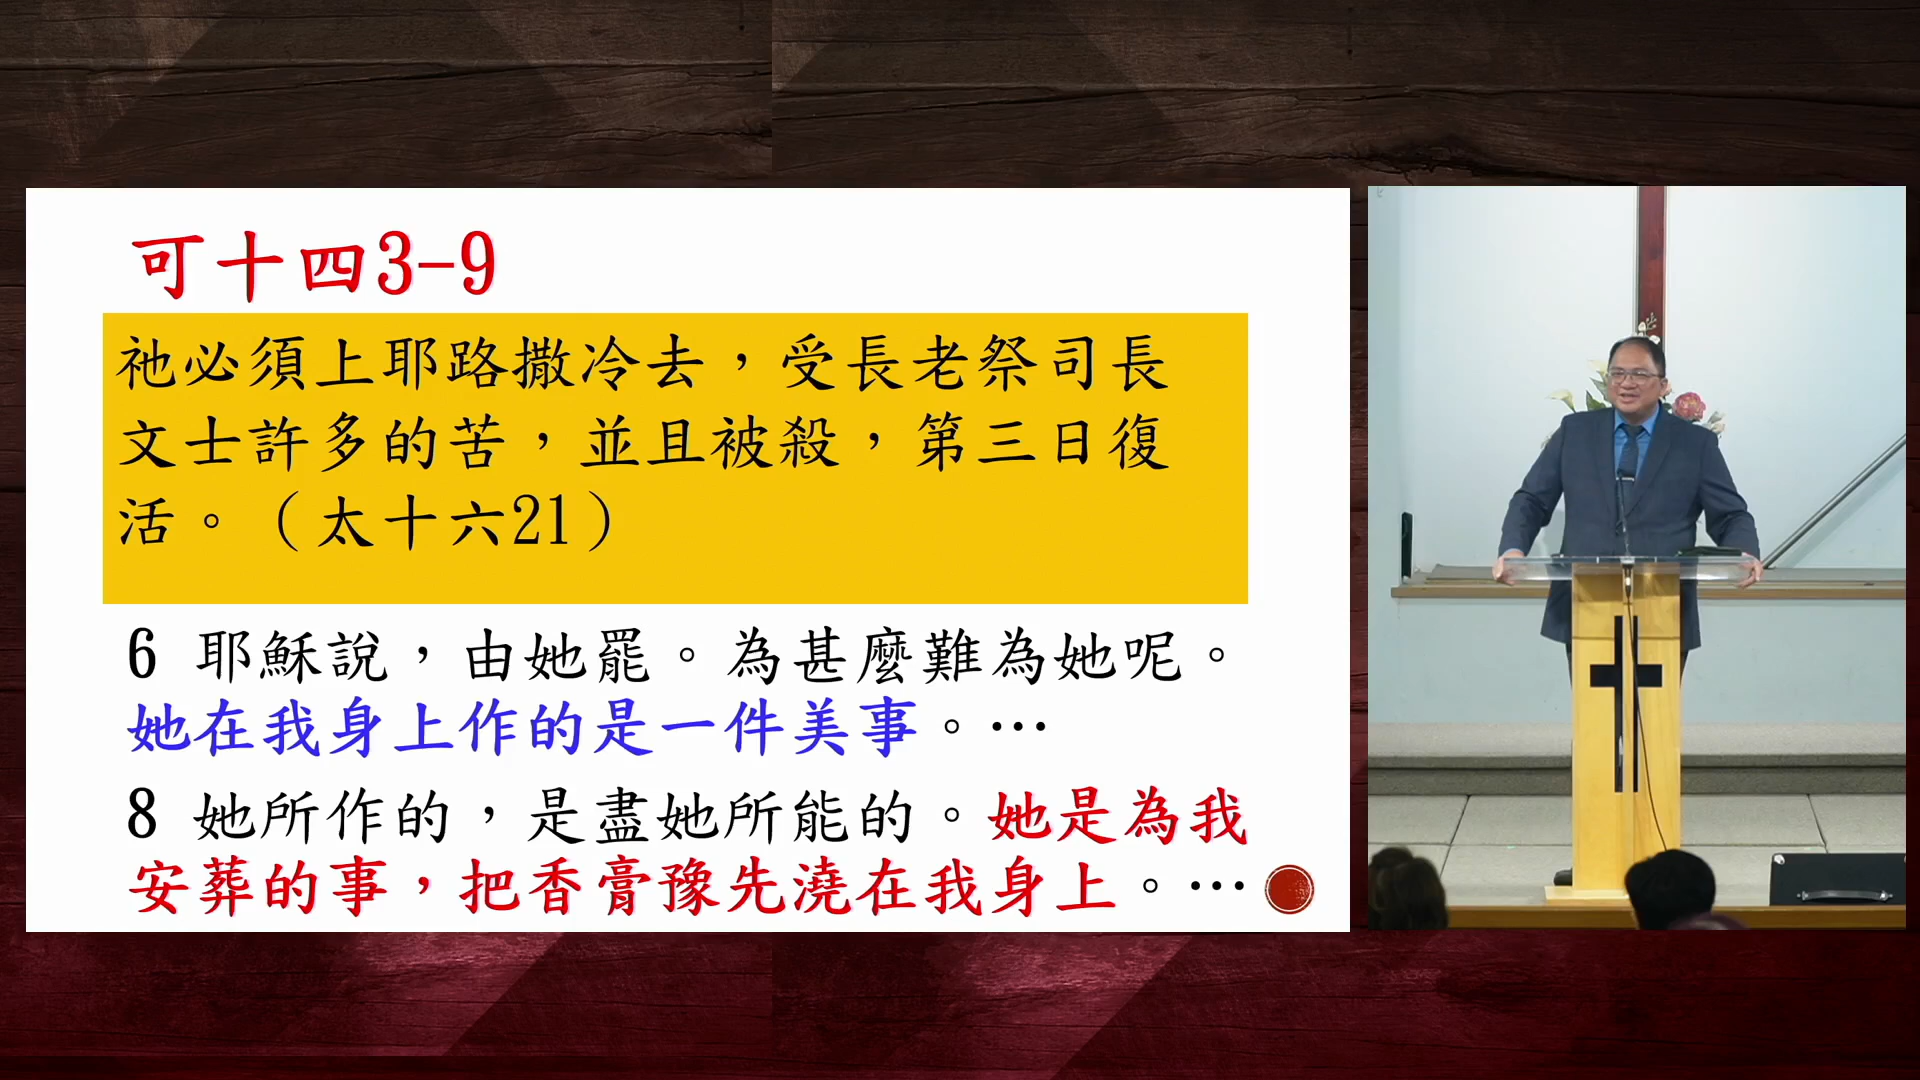 可十四3-9
祂必須上耶路撒冷去，受長老祭司長
文士許多的苦，並且被殺，第三日復
活。（太十六21）
6 耶穌說，由她罷。為甚麼難為她呢。
她在我身上作的是一件美事。…
8 她所作的，是盡她所能的。她是為我
安葬的事，把香膏豫先澆在我身上。…